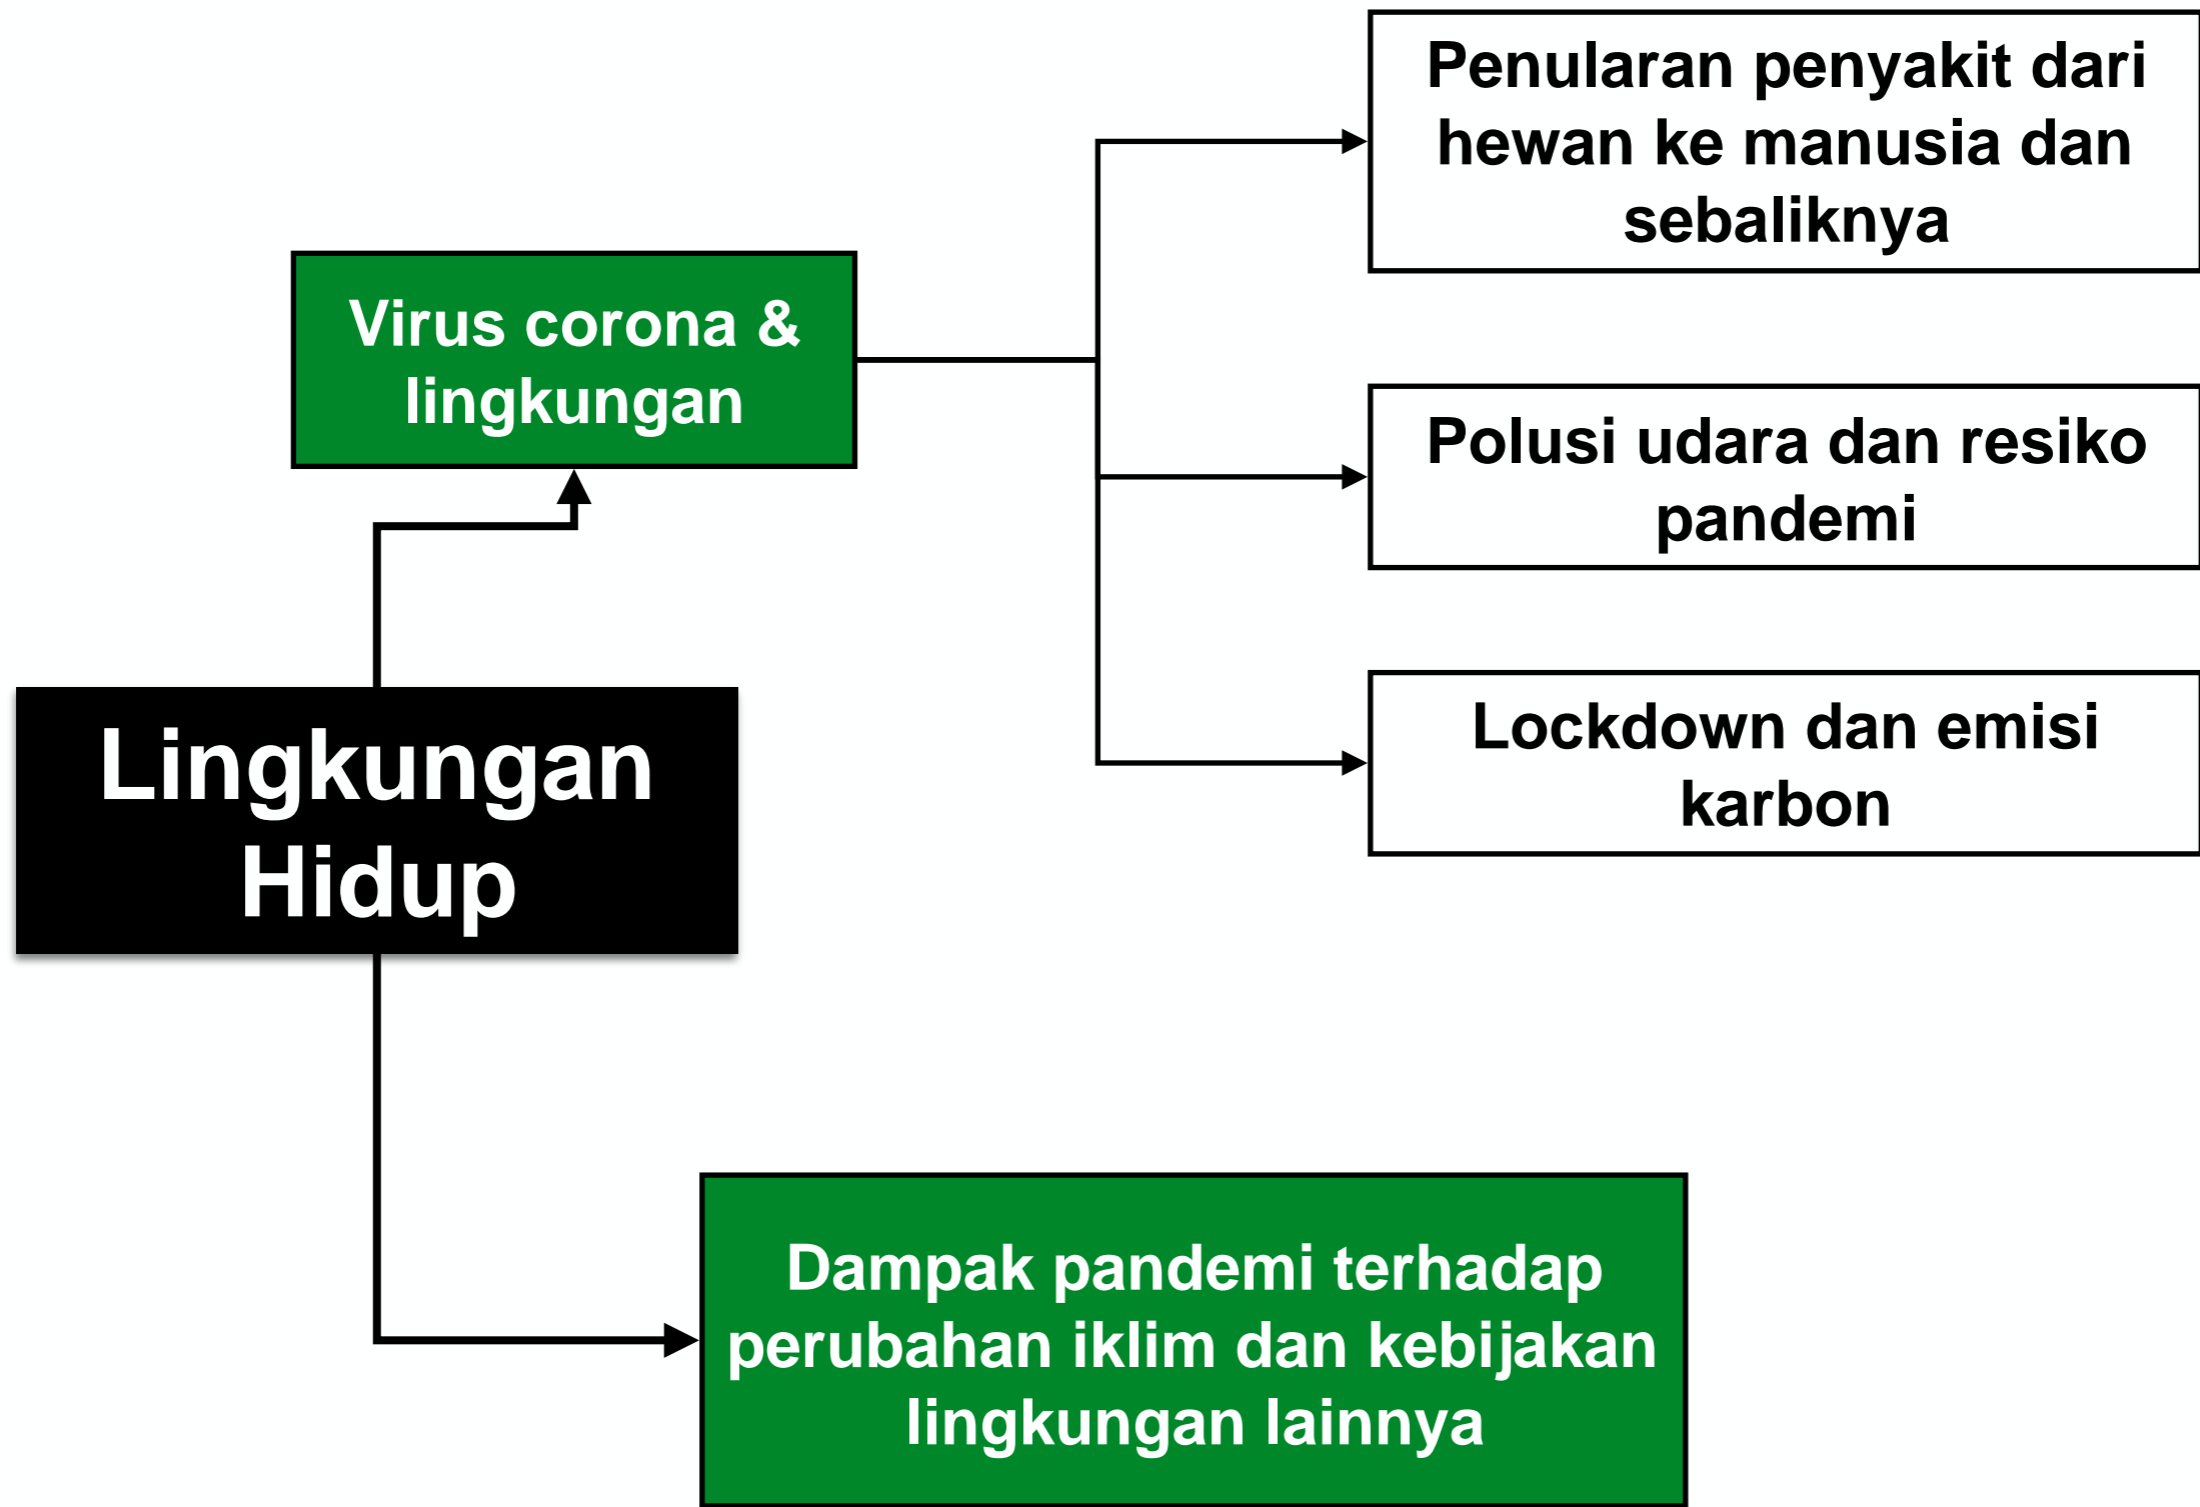 Penularan penyakit dari
hewan ke manusia dan
sebaliknya
Virus corona &
lingkungan
Polusi udara dan resiko
pandemi
Lockdown dan emisi
karbon
Lingkungan
Hidup
Dampak pandemi terhadap
perubahan iklim dan kebijakan
lingkungan lainnya